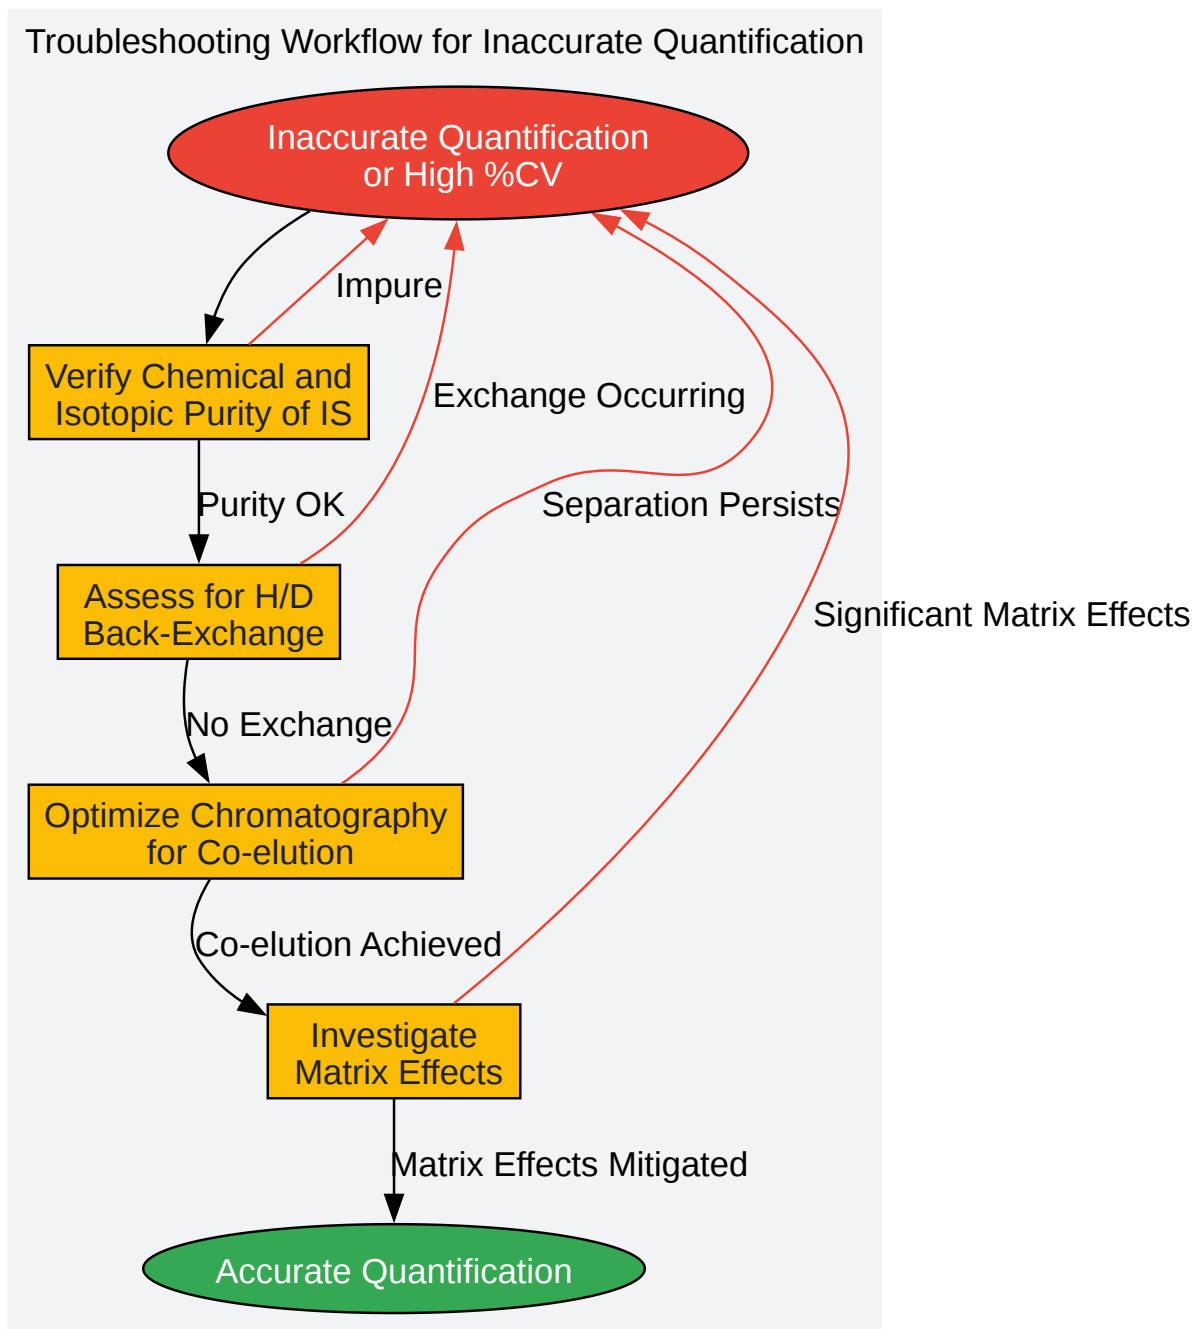 Troubleshooting Workflow for Inaccurate Quantification
Inaccurate Quantification
or High %CV
Impure
Verify Chemical and
Isotopic Purity of IS
Exchange Occurring
Purity OK
Separation Persists
Assess for H/D
Back-Exchange
Significant Matrix Effects
No Exchange
Optimize Chromatography
for Co-elution
Co-elution Achieved
Investigate
Matrix Effects
Matrix Effects Mitigated
Accurate Quantification